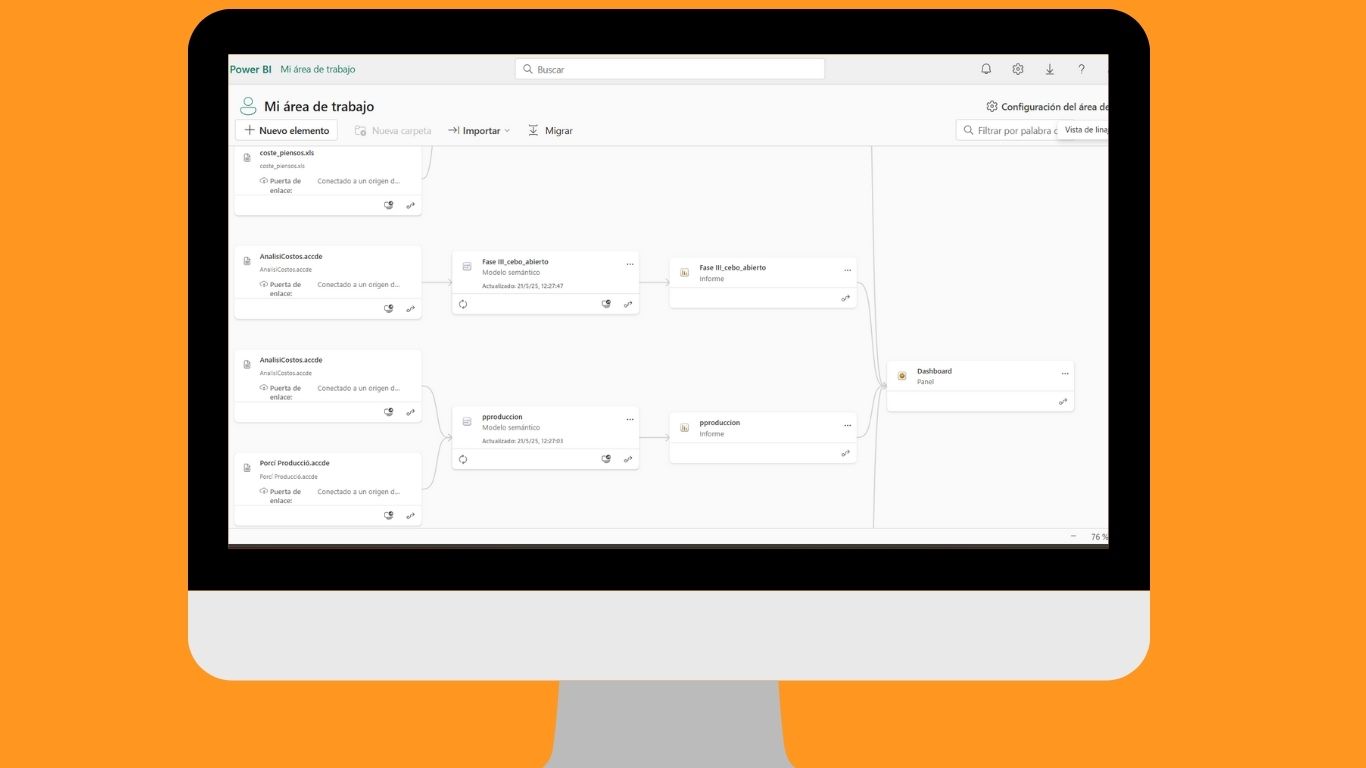 Power BI Mi área de trabajo
Buscar
?
Mi área de trabajo
Configuración del área de
+ Nuevo elemento
Nueva carpeta
Importar
Migrar
Filtrar por palabra
Vista de
coste_piensos.xls
coste_piensos.xls
Puerta de
enlace:
Conectado a un origen d...
AnalisiCostos.accde
AnalisiCostos.accde
Puerta de
enlace:
Conectado a un origen d...
Fase III_cebo_abierto
Modelo semántico
Actualizado: 21/5/25, 12:27:47
Fase III_cebo_abierto
Informe
AnalisiCostos.accde
AnalisiCostos.accde
Puerta de
enlace:
Conectado a un origen d...
Dashboard
Panel
pproduccion
Modelo semántico
Actualizado: 21/5/25, 12:27:03
pproduccion
Informe
Porcí Producció.accde
Porcí Producció.accde
Puerta de
enlace:
Conectado a un origen d...
76 %